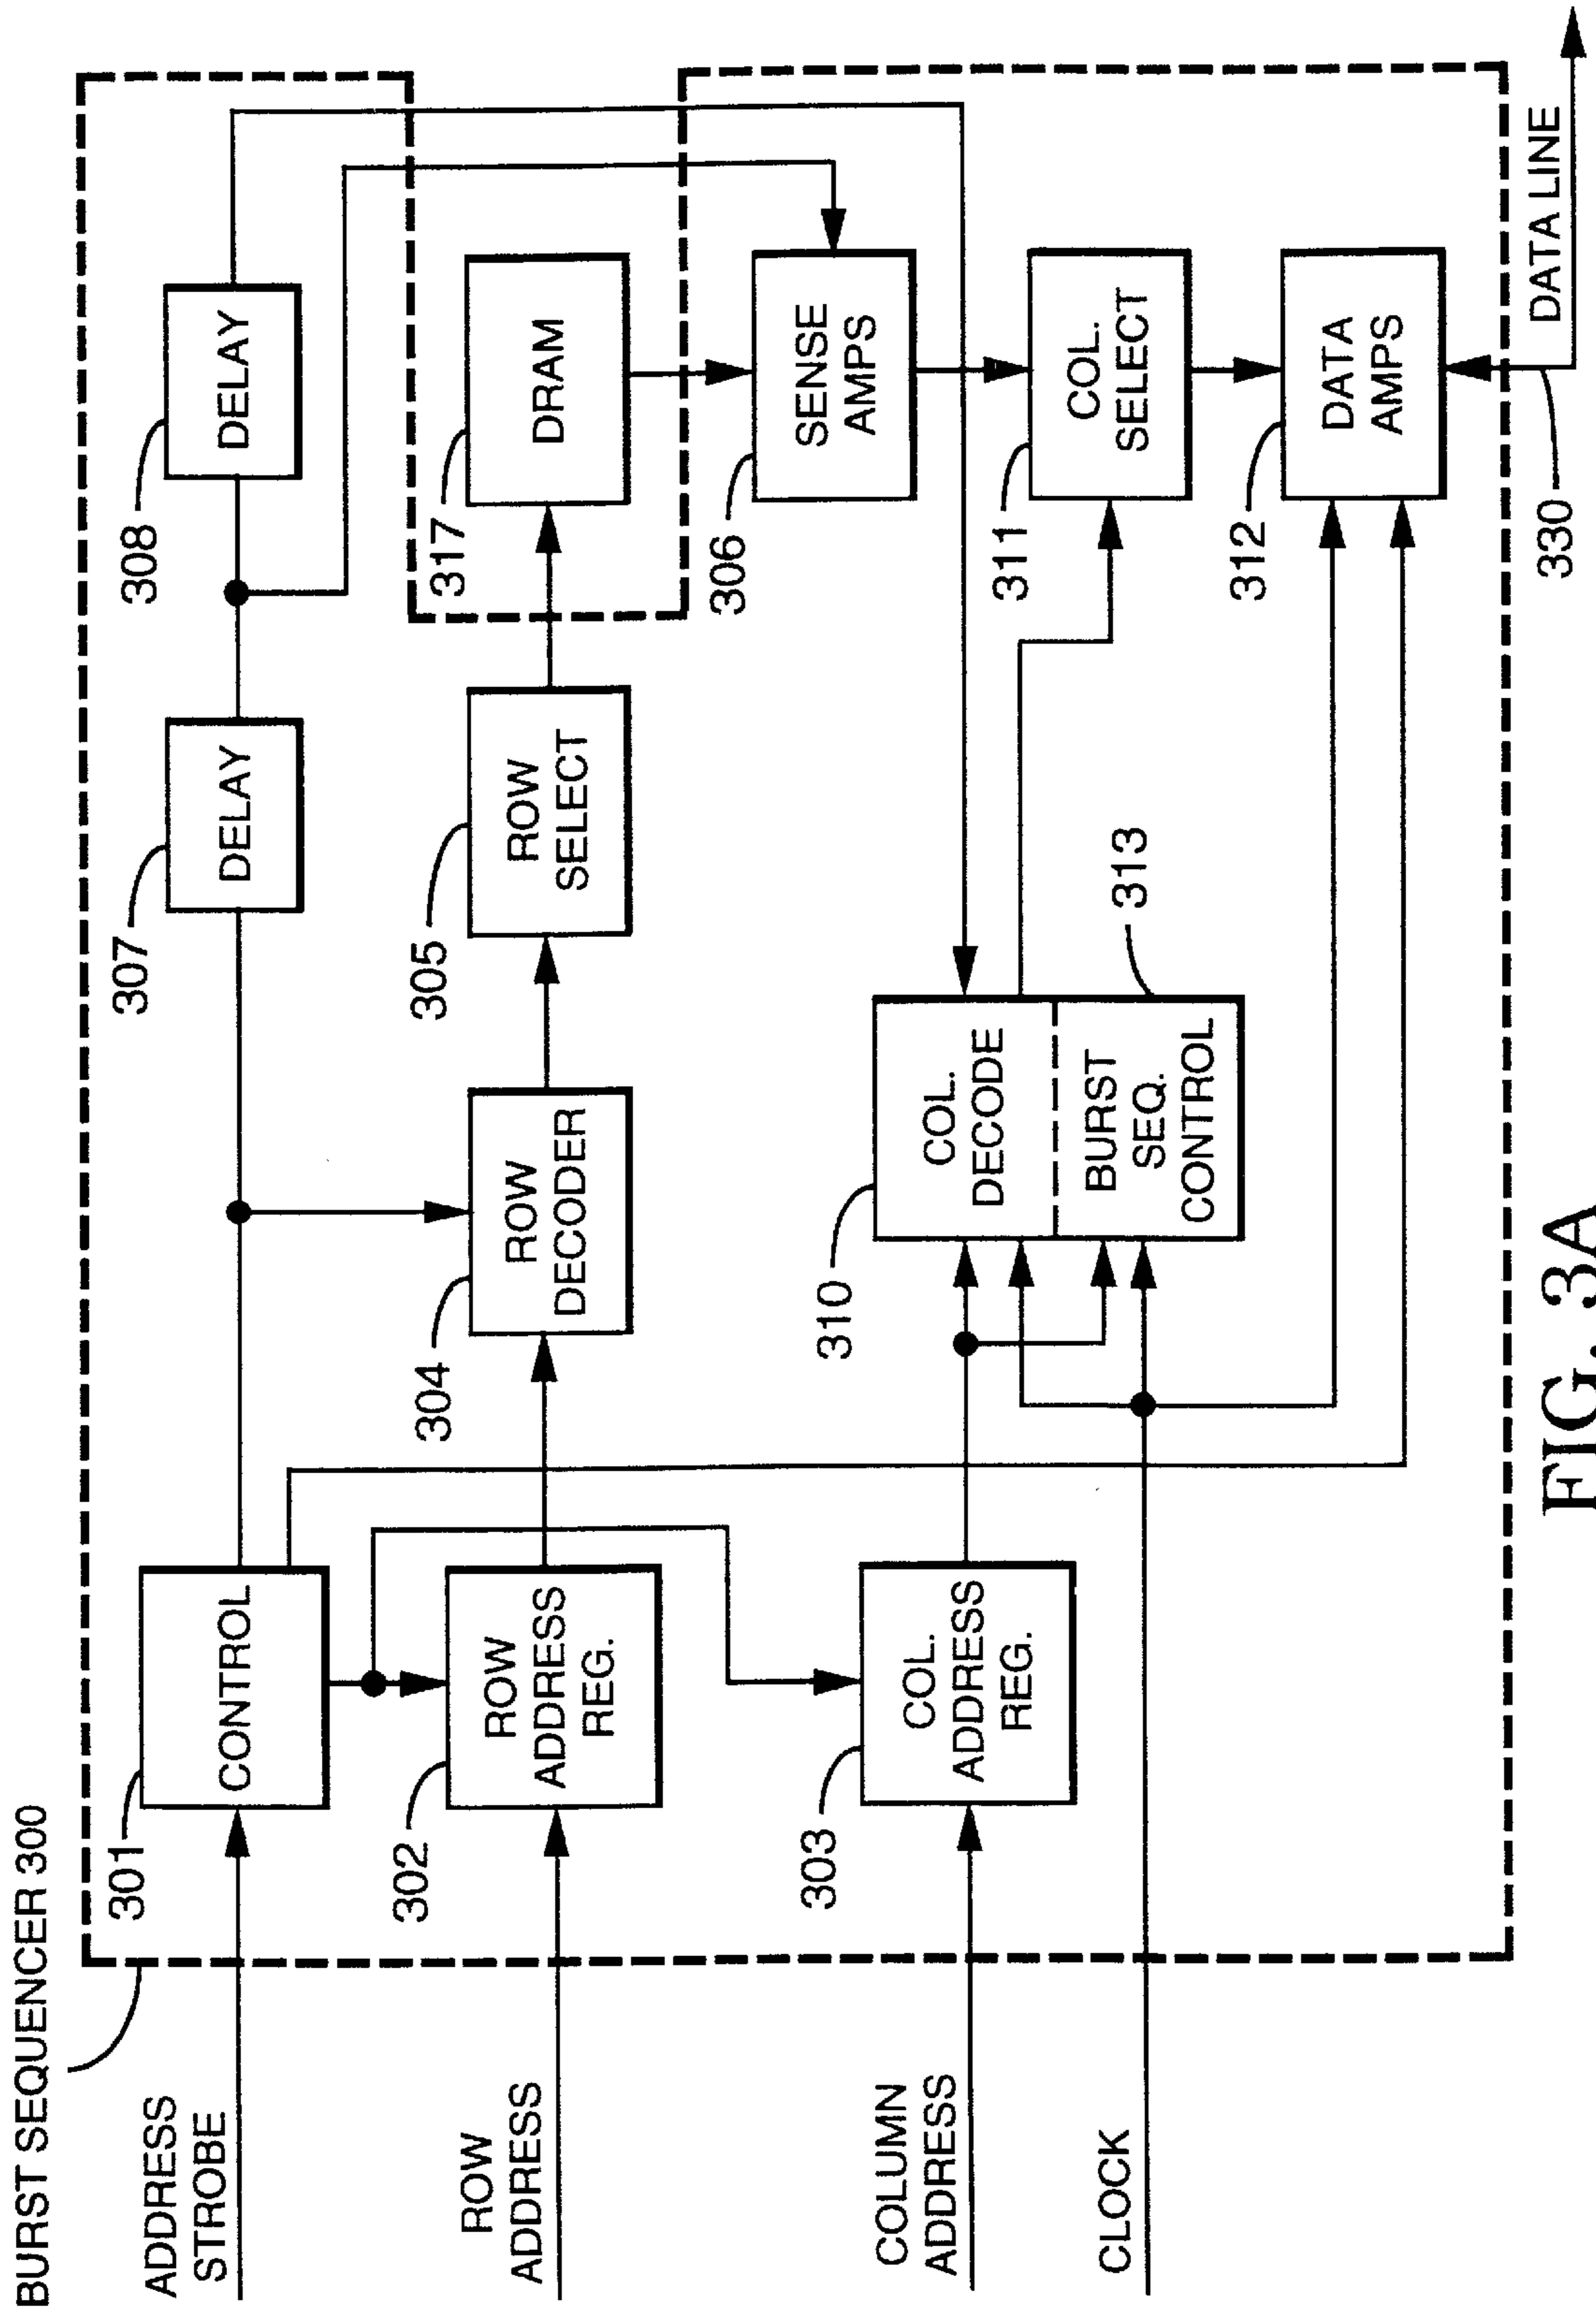 BURST SEQUENCER 300
ADDRESS
STROBE
301
CONTROL
307
DELAY
308
DELAY
ROW
ADDRESS
302
ROW
ADDRESS
REG.
304
ROW
DECODER
305
ROW
SELECT
317
DRAM
306
SENSE
AMPS
COLUMN
ADDRESS
303
COL.
ADDRESS
REG.
310
COL.
DECODE
BURST
SEQ.
CONTROL
313
311
COL.
SELECT
CLOCK
312
DATA
AMPS
330
DATA LINE
FIG. 3A